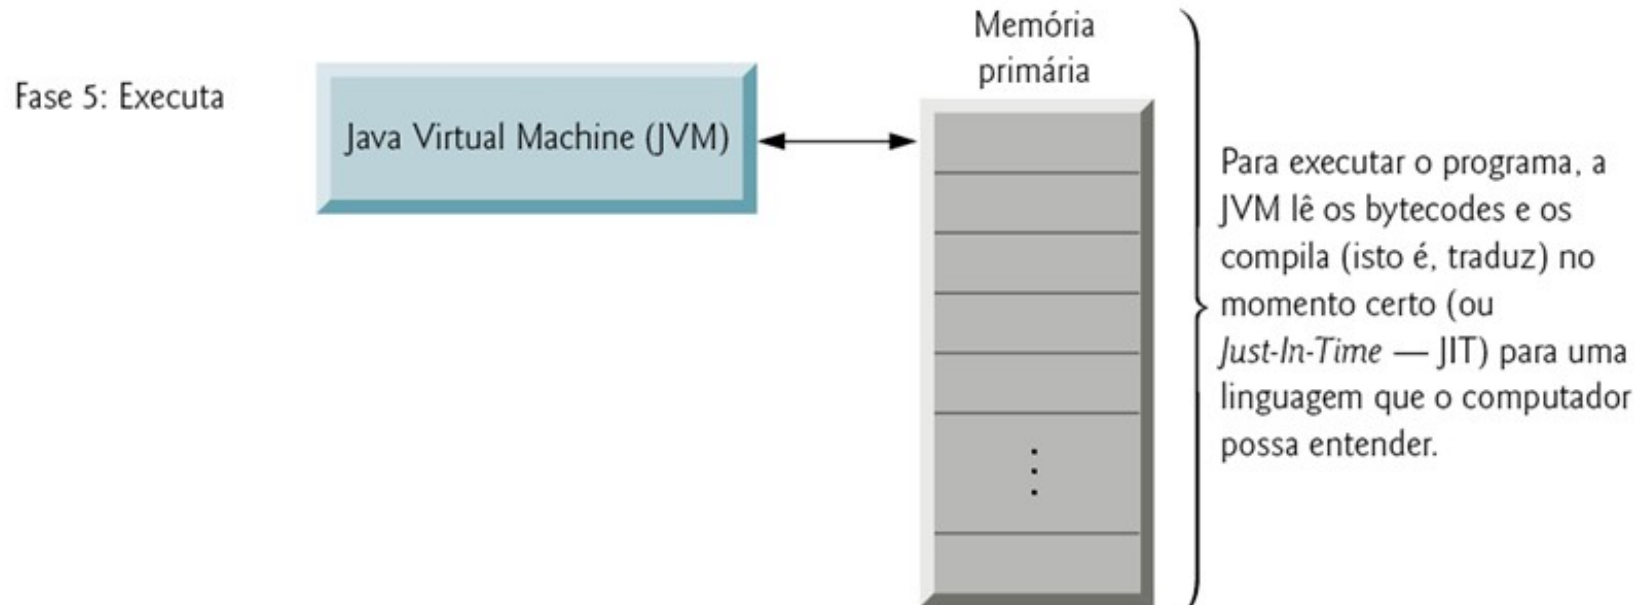 Fase 5: Executa
Java Virtual Machine (JVM)
Memória
primária
Para executar o programa, a
JVM lê os bytecodes e os
compila (isto é, traduz) no
momento certo (ou
Just-In-Time — JIT) para uma
linguagem que o computador
possa entender.